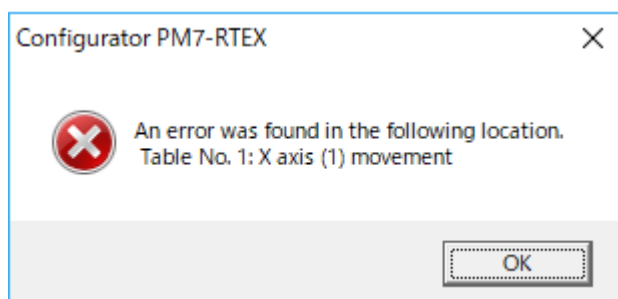 Configurator PM7-RTEX
An error was found in the following location.
Table No. 1: X axis (1) movement
OK